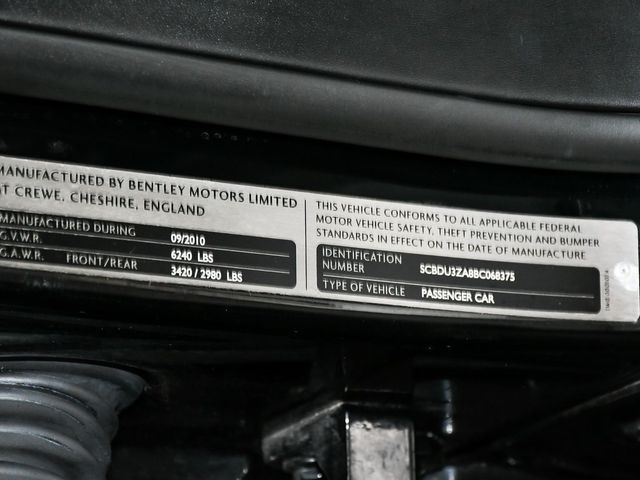 MANUFACTURED BY BENTLEY MOTORS LIMITED
AT CREWE, CHESHIRE, ENGLAND
MANUFACTURED DURING 09/2010
G.V.W.R. 6240 LBS
G.A.W.R. FRONT/REAR 3420 / 2980 LBS
THIS VEHICLE CONFORMS TO ALL APPLICABLE FEDERAL
MOTOR VEHICLE SAFETY, THEFT PREVENTION AND BUMPER
STANDARDS IN EFFECT ON THE DATE OF MANUFACTURE
IDENTIFICATION
NUMBER SCBDU3ZA8BC068375
TYPE OF VEHICLE PASSENGER CAR